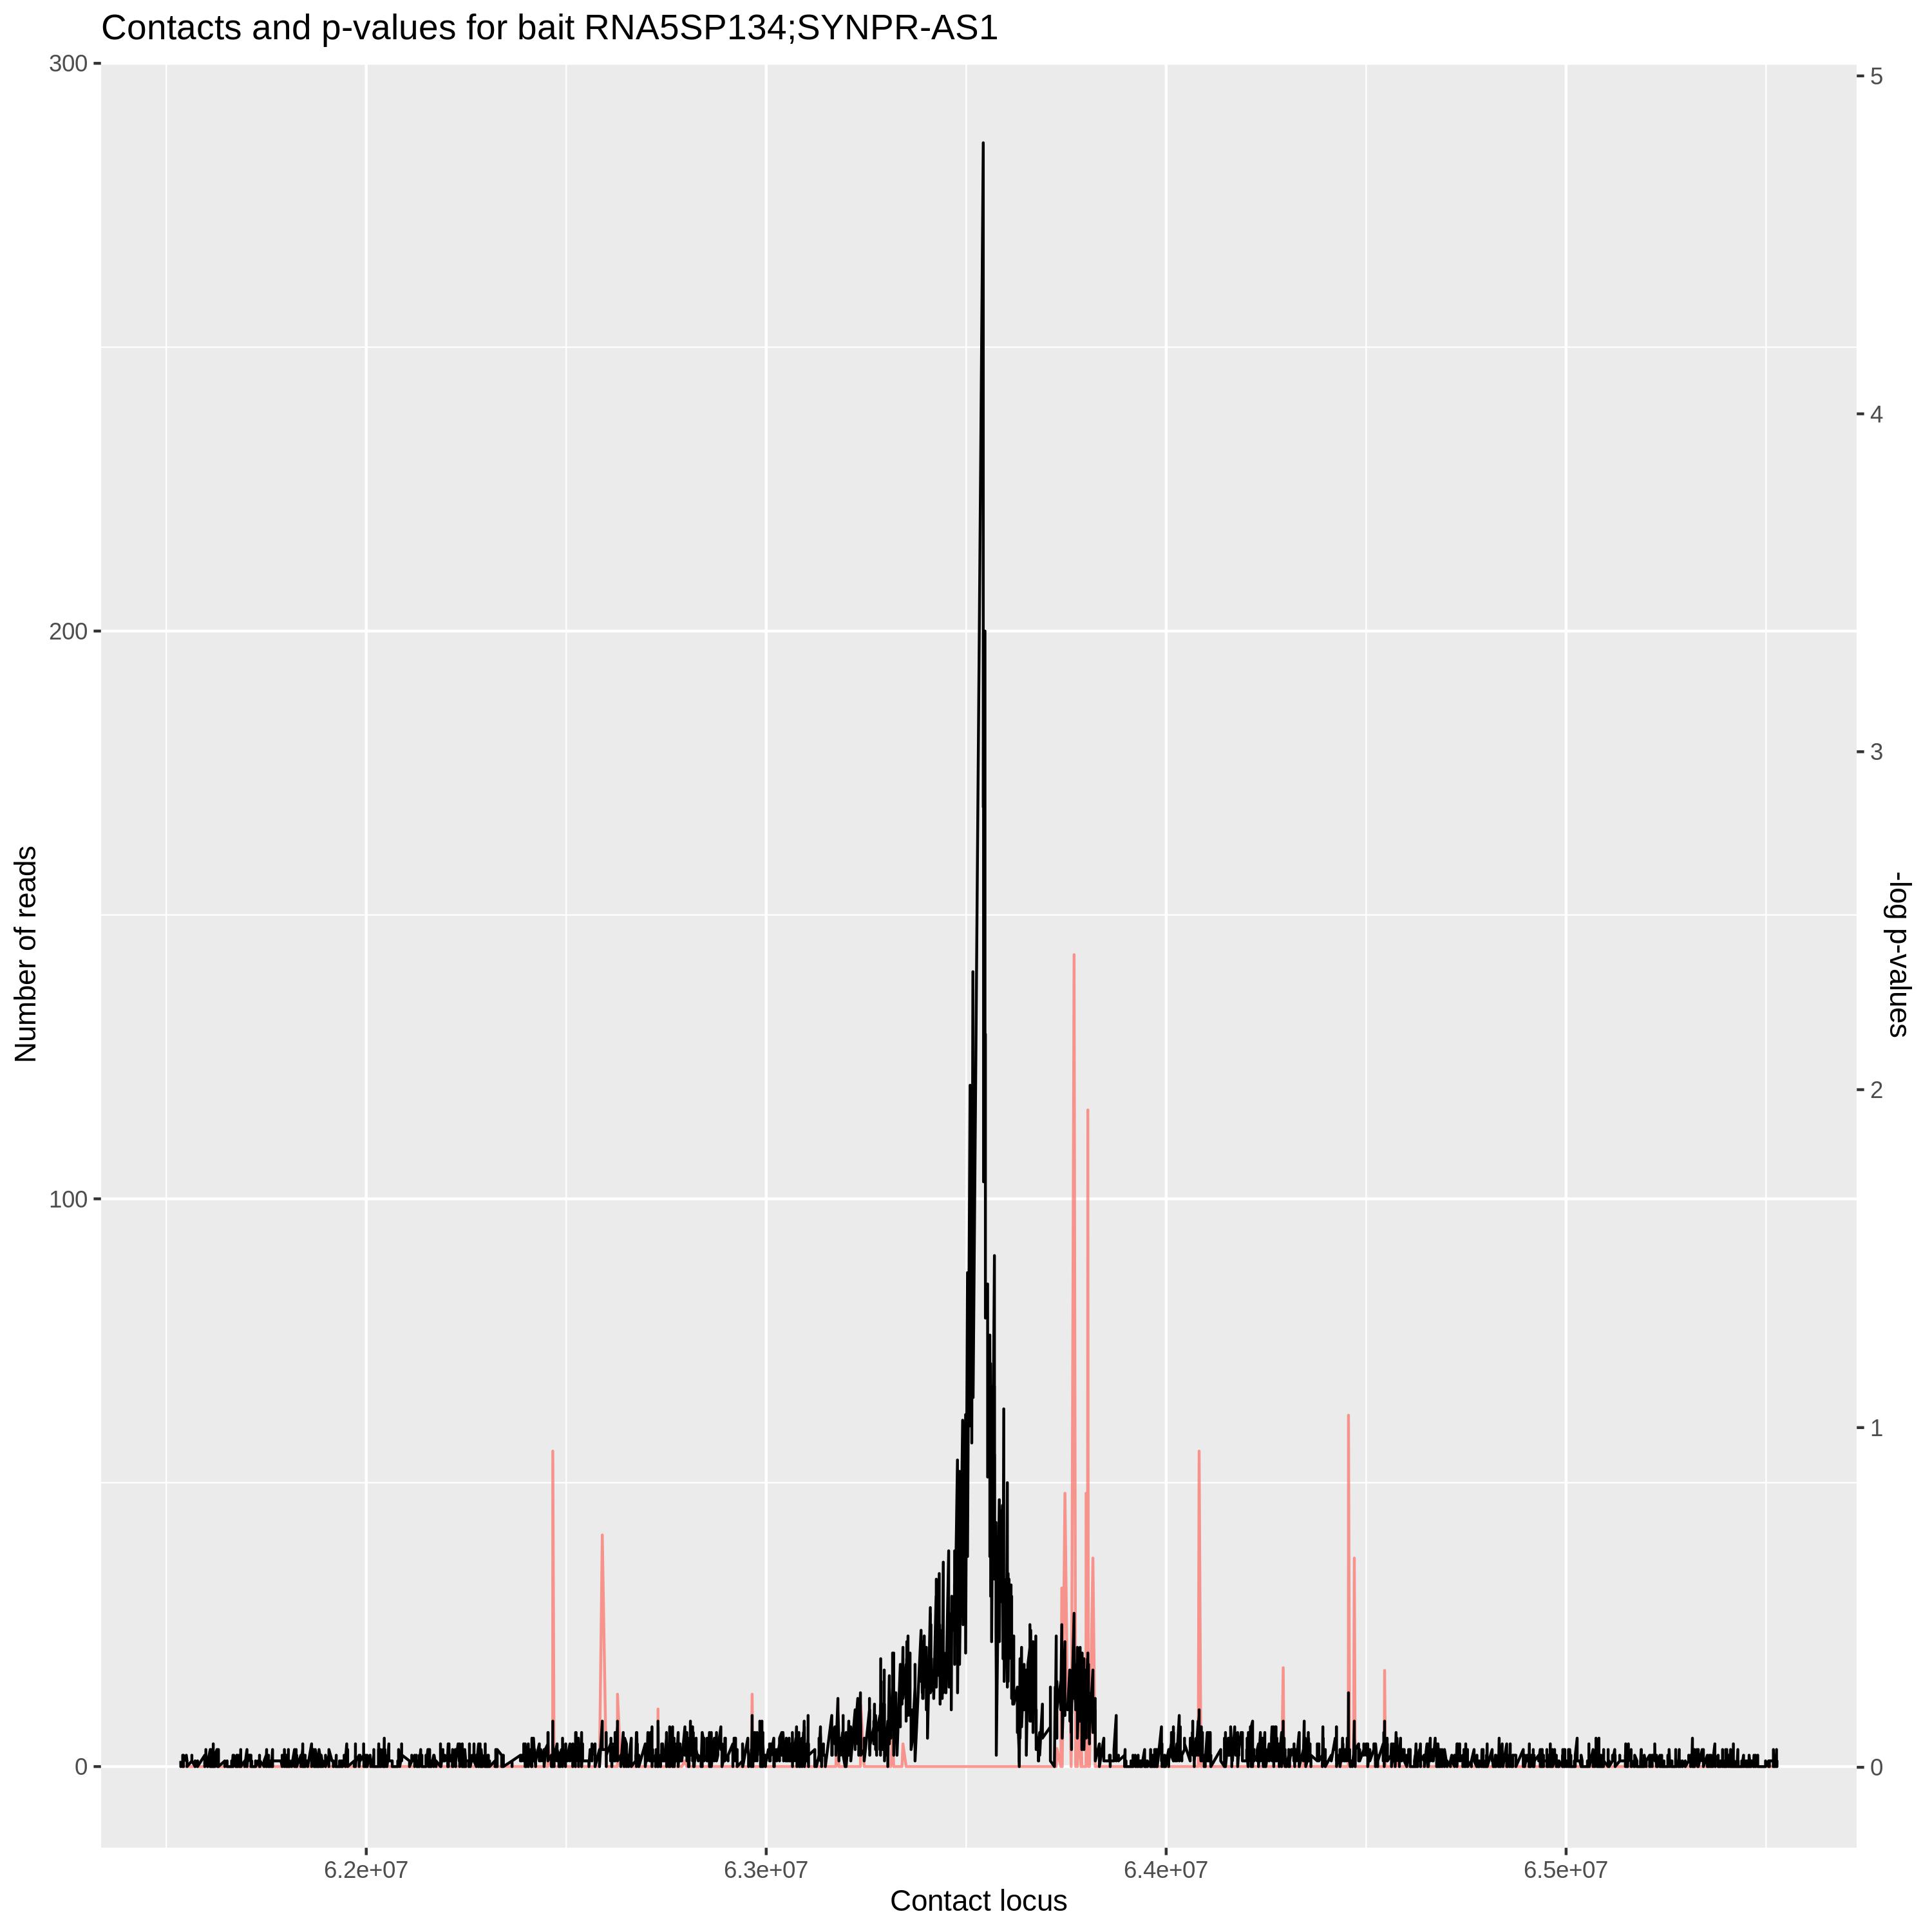 Contacts and p-values for bait RNA5SP134;SYNPR-AS1
300
200
100
0
Number of reads
5
4
3
2
1
0
-log p-values
6.2e+07
6.3e+07
6.4e+07
6.5e+07
Contact locus